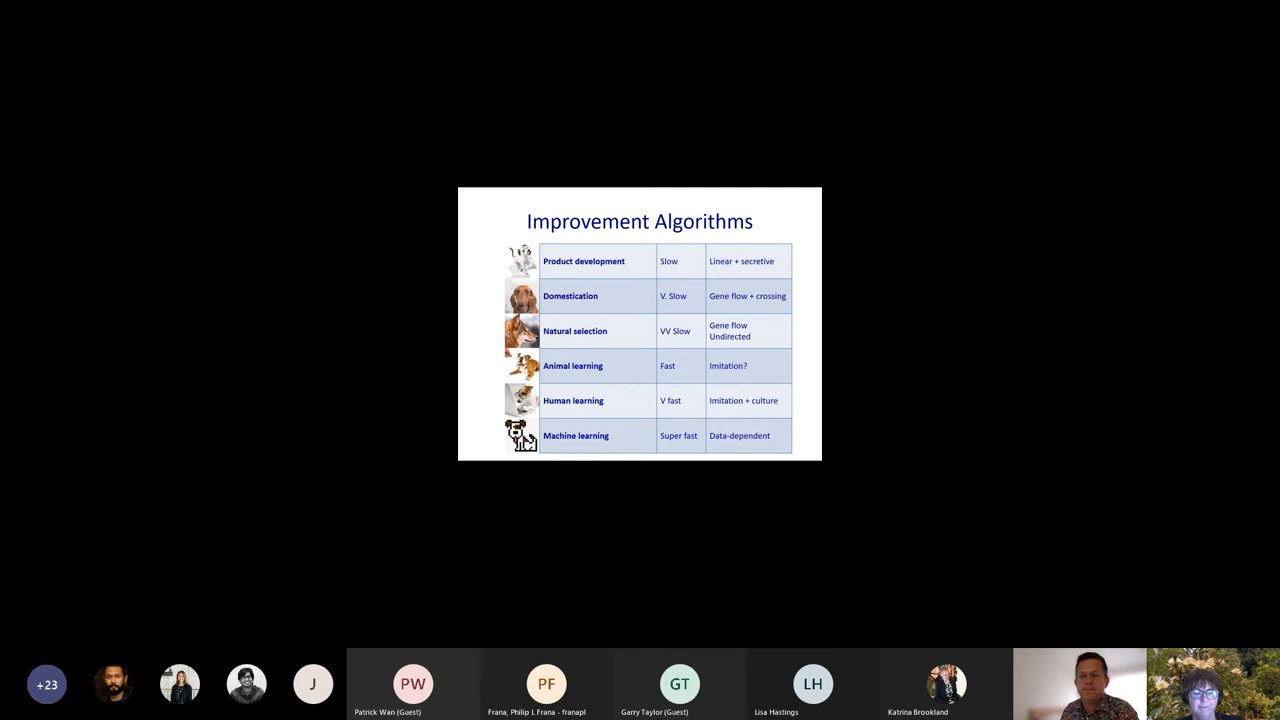 Improvement Algorithms
Product development Slow Linear + secretive
Domestication V. Slow Gene flow + crossing
Natural selection VV Slow Gene flow
Undirected
Animal learning Fast Imitation?
Human learning V fast Imitation + culture
Machine learning Super fast Data-dependent
+23
J
PW
PF
GT
LH
Patrick Wan (Guest)
Frana, Philip L Frana - franapl
Garry Taylor (Guest)
Lisa Hastings
Katrina Brookland